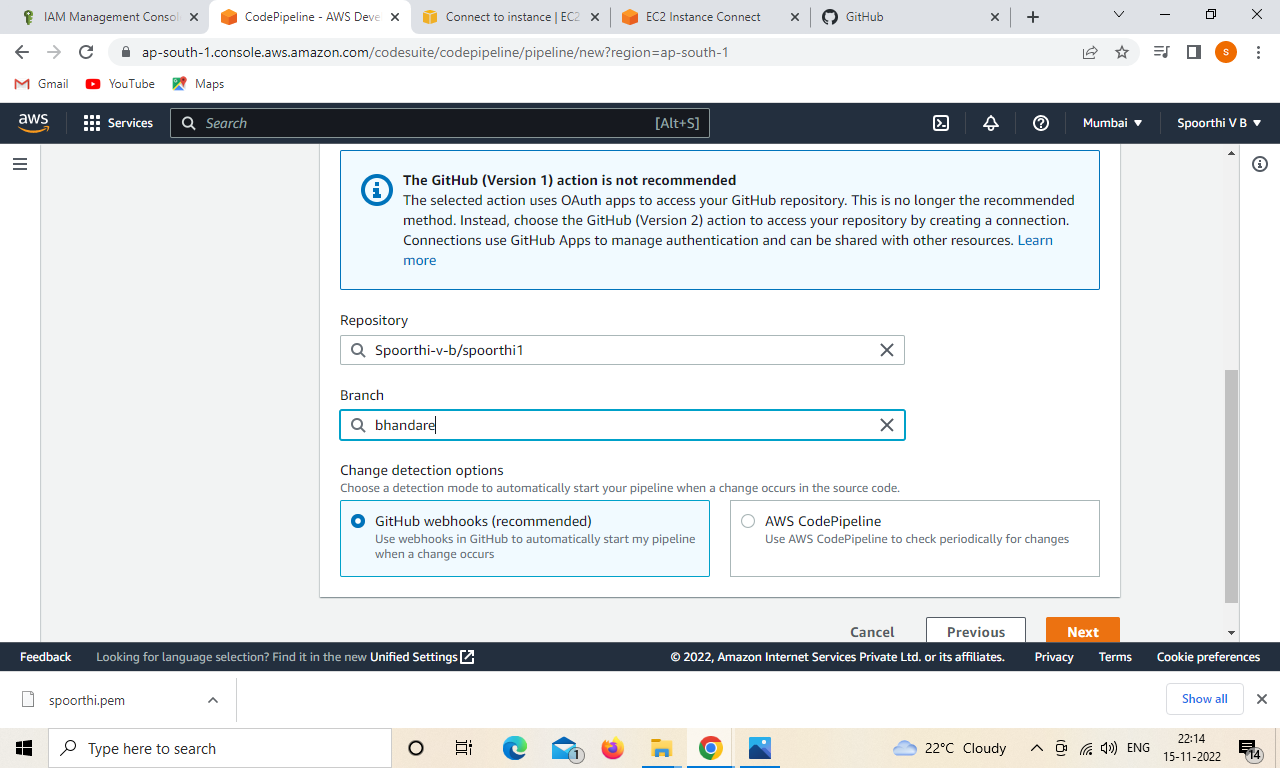 IAM Management Consol
CodePipeline - AWS Deve
Connect to instance | EC2
EC2 Instance Connect
GitHub
ap-south-1.console.aws.amazon.com/codesuite/codepipeline/pipeline/new?region=ap-south-1
s
Gmail
YouTube
Maps
aws
Services
Search
[Alt+S]
Mumbai
Spoorthi V B
The GitHub (Version 1) action is not recommended
The selected action uses OAuth apps to access your GitHub repository. This is no longer the recommended
method. Instead, choose the GitHub (Version 2) action to access your repository by creating a connection.
Connections use GitHub Apps to manage authentication and can be shared with other resources. Learn
more
Repository
Spoorthi-v-b/spoorthi1
Branch
bhandare
Change detection options
Choose a detection mode to automatically start your pipeline when a change occurs in the source code.
GitHub webhooks (recommended)
Use webhooks in GitHub to automatically start my pipeline
when a change occurs
AWS CodePipeline
Use AWS CodePipeline to check periodically for changes
Cancel
Previous
Next
Feedback
Looking for language selection? Find it in the new Unified Settings
© 2022, Amazon Internet Services Private Ltd. or its affiliates.
Privacy
Terms
Cookie preferences
spoorthi.pem
Show all
Type here to search
1
22°C Cloudy
ENG
22:14
15-11-2022
14